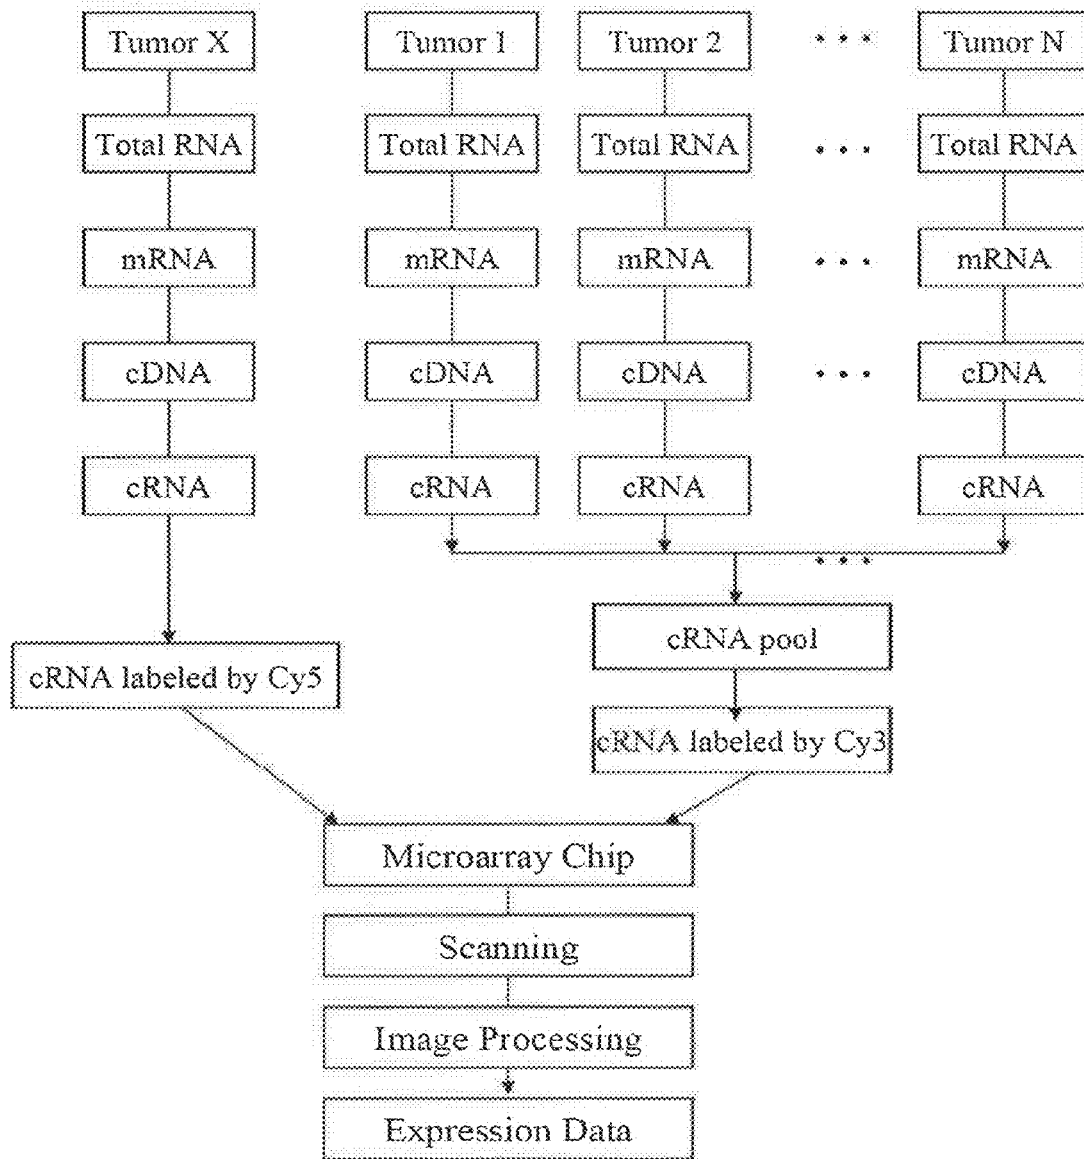 Tumor X Tumor 1 Tumor 2 • • • Tumor N
Total RNA Total RNA Total RNA • • • Total RNA
mRNA mRNA mRNA • • • mRNA
cDNA cDNA cDNA • • • cDNA
cRNA cRNA cRNA cRNA
• • •
cRNA pool
cRNA labeled by Cy5
cRNA labeled by Cy3
Microarray Chip
Scanning
Image Processing
Expression Data